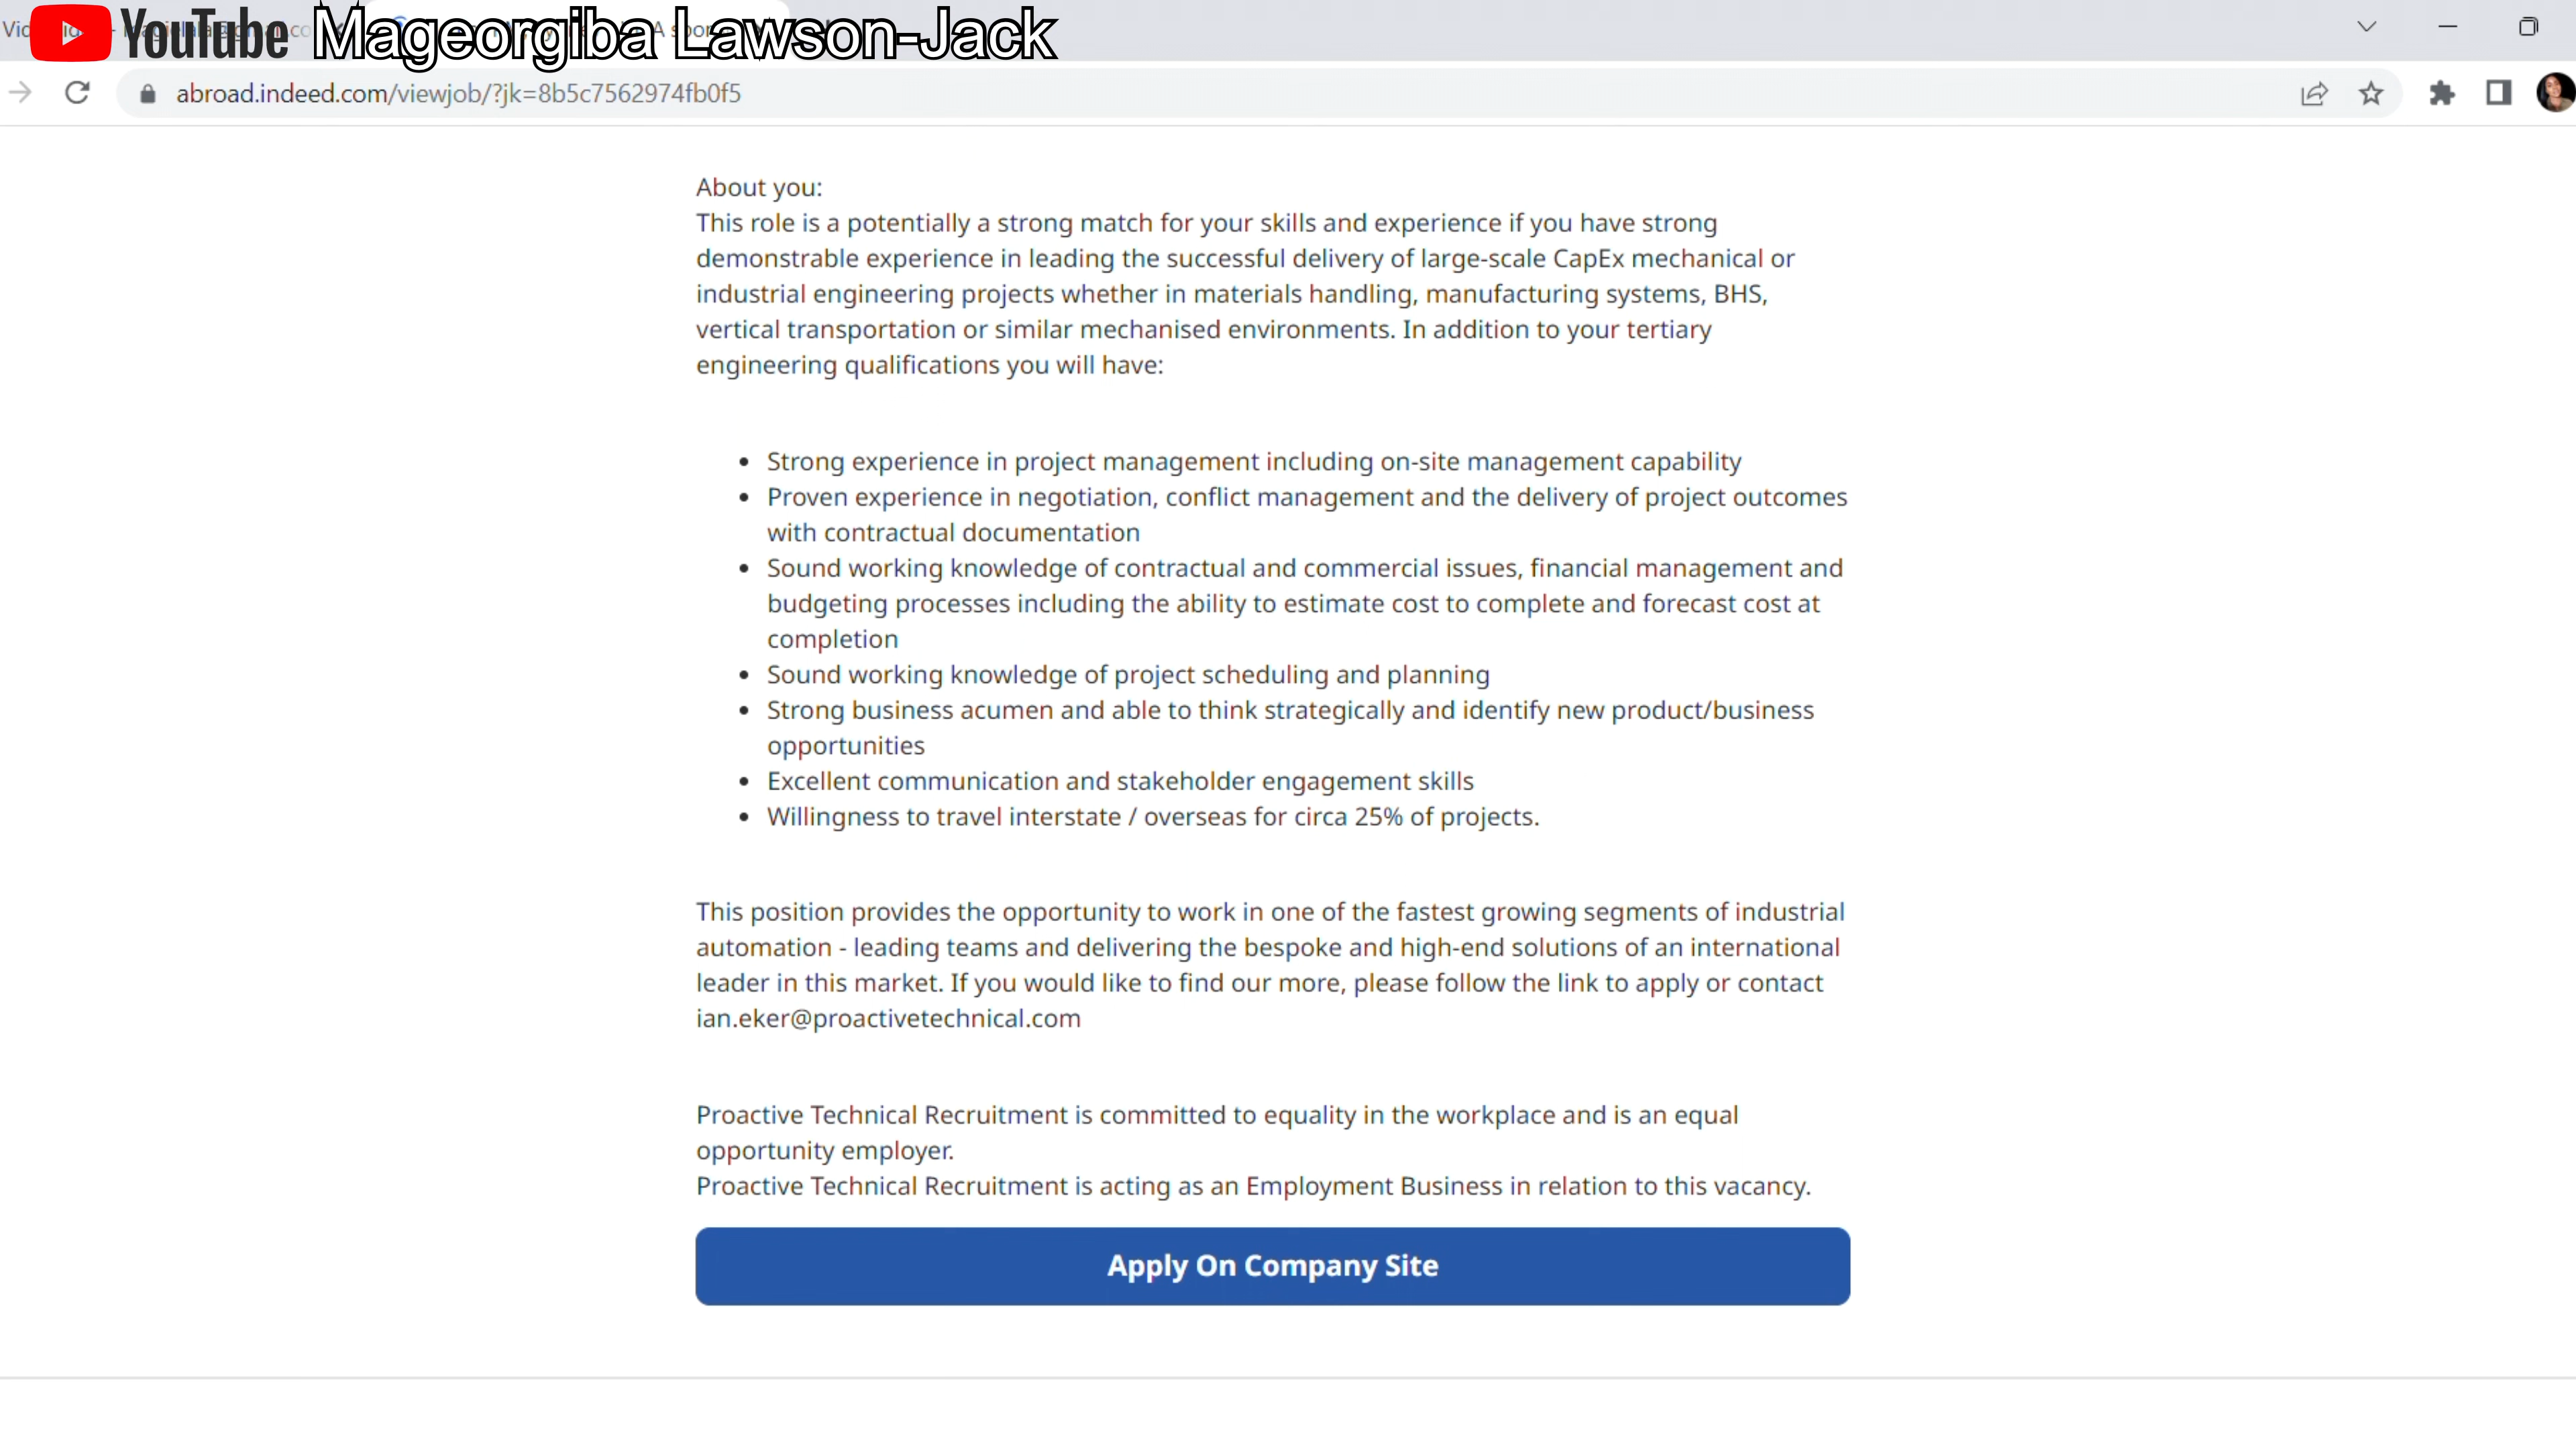 YouTube Mageorgiba Lawson-Jack
abroad.indeed.com/viewjob/?jk=8b5c7562974fb0f5
About you:
This role is a potentially a strong match for your skills and experience if you have strong
demonstrable experience in leading the successful delivery of large-scale CapEx mechanical or
industrial engineering projects whether in materials handling, manufacturing systems, BHS,
vertical transportation or similar mechanised environments. In addition to your tertiary
engineering qualifications you will have:
• Strong experience in project management including on-site management capability
• Proven experience in negotiation, conflict management and the delivery of project outcomes
with contractual documentation
• Sound working knowledge of contractual and commercial issues, financial management and
budgeting processes including the ability to estimate cost to complete and forecast cost at
completion
• Sound working knowledge of project scheduling and planning
• Strong business acumen and able to think strategically and identify new product/business
opportunities
• Excellent communication and stakeholder engagement skills
• Willingness to travel interstate / overseas for circa 25% of projects.
This position provides the opportunity to work in one of the fastest growing segments of industrial
automation - leading teams and delivering the bespoke and high-end solutions of an international
leader in this market. If you would like to find our more, please follow the link to apply or contact
ian.eker@proactivetechnical.com
Proactive Technical Recruitment is committed to equality in the workplace and is an equal
opportunity employer.
Proactive Technical Recruitment is acting as an Employment Business in relation to this vacancy.
Apply On Company Site